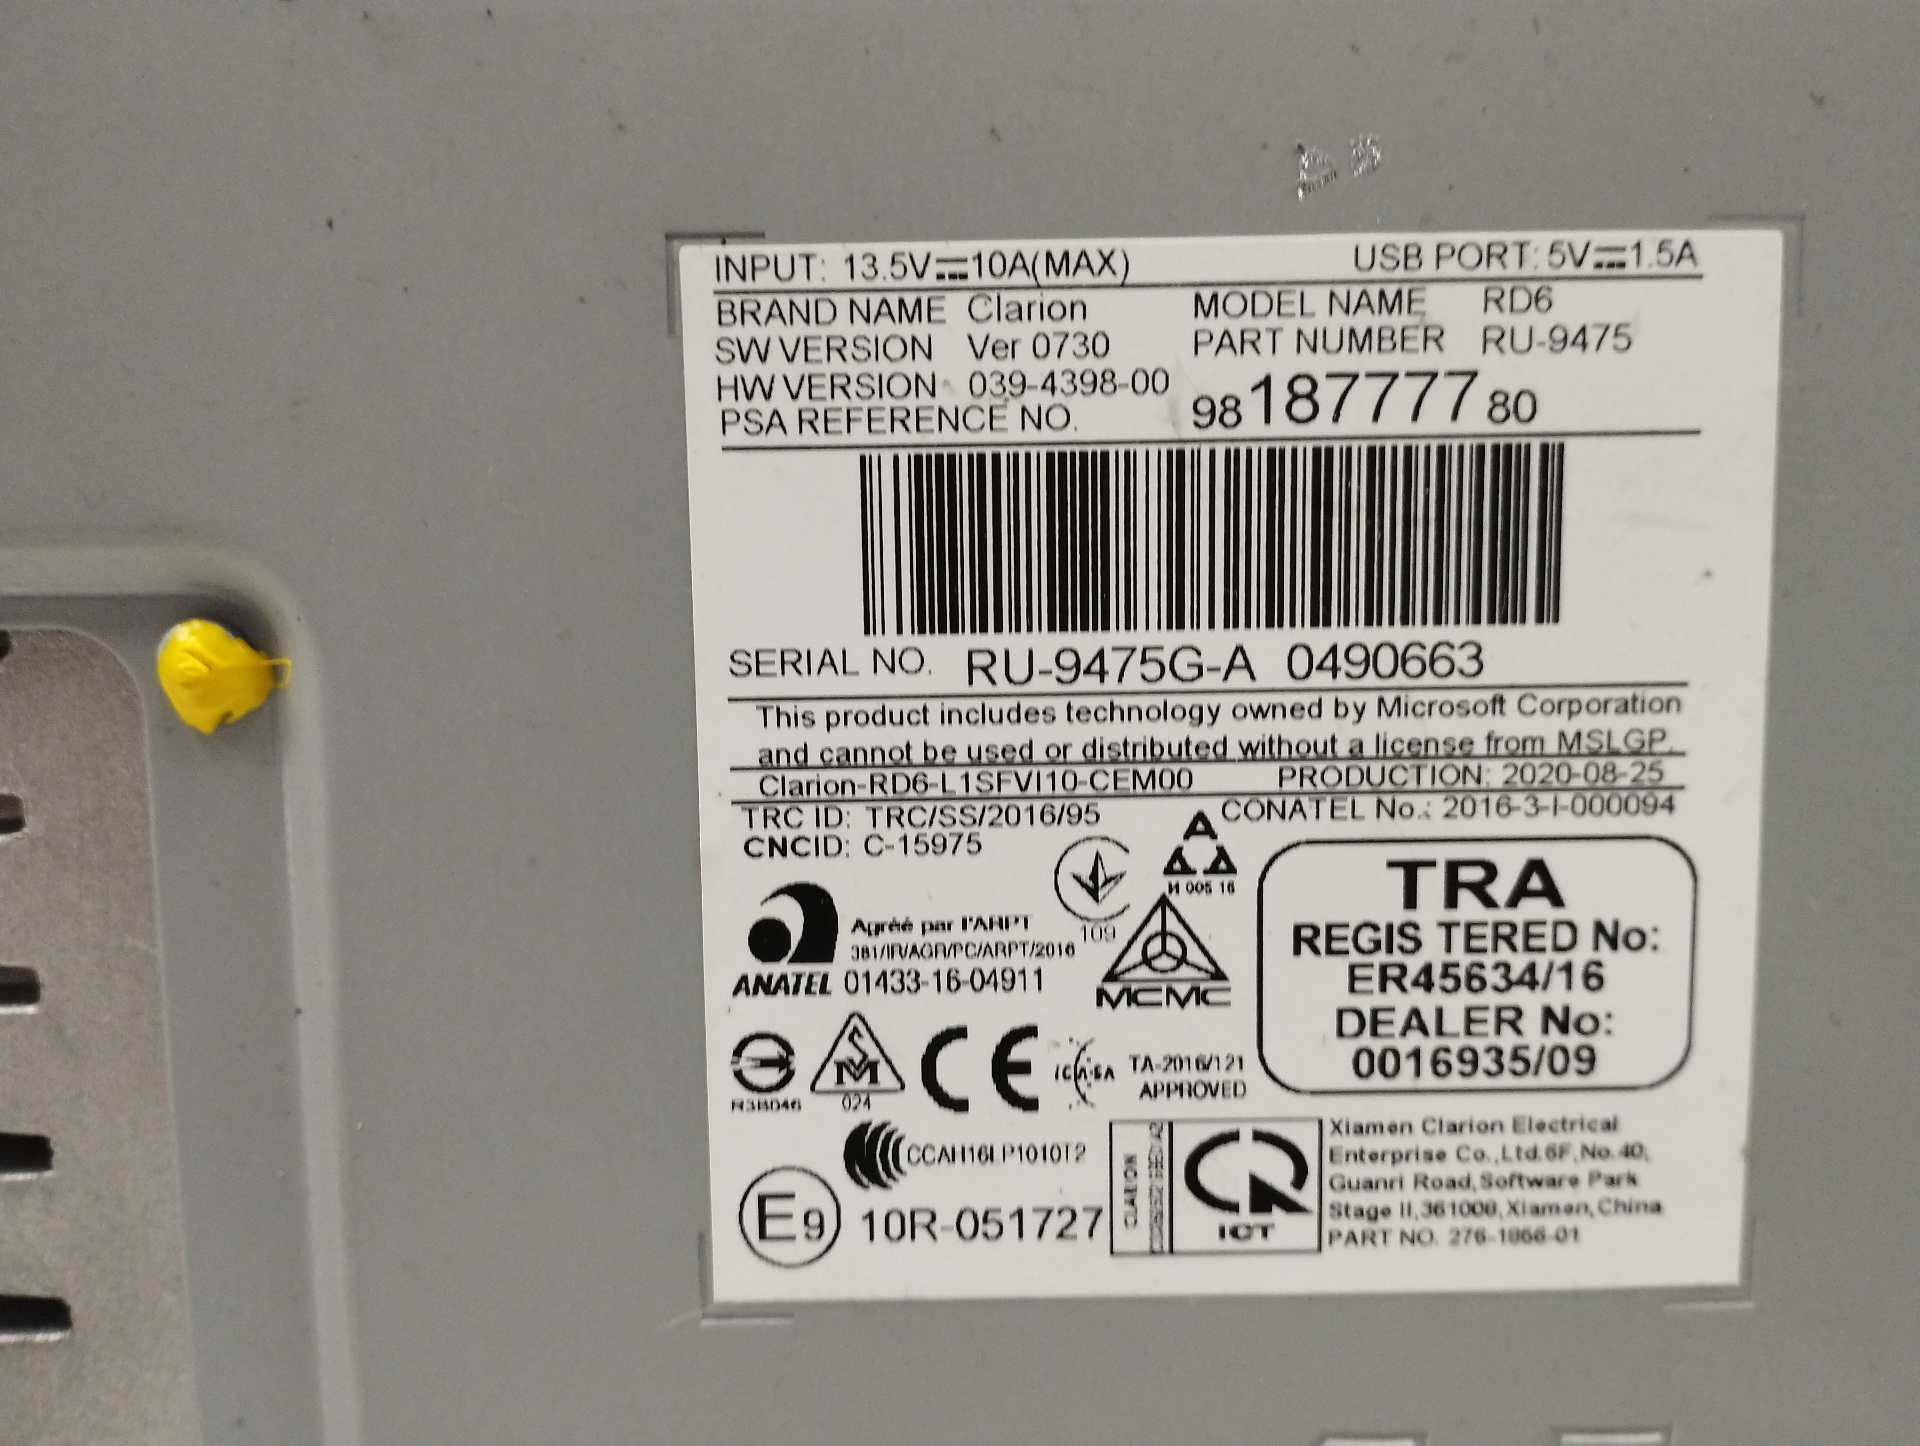 INPUT: 13.5V⎓10A(MAX) USB PORT: 5V⎓1.5A
BRAND NAME Clarion MODEL NAME RD6
SW VERSION Ver 0730 PART NUMBER RU-9475
HW VERSION 039-4398-00
PSA REFERENCE NO. 98 187777 80
SERIAL NO. RU-9475G-A 0490663
This product includes technology owned by Microsoft Corporation
and cannot be used or distributed without a license from MSLGP.
Clarion-RD6-L1SFVI10-CEM00 PRODUCTION: 2020-08-25
TRC ID: TRC/SS/2016/95 CONATEL No.: 2016-3-I-000094
CNCID: C-15975
И 005 16
109
Agréé par l'ARPT
381/IR/AGR/PC/ARPT/2016
ANATEL 01433-16-04911
MCMC
TRA
REGIS TERED No:
ER45634/16
DEALER No:
0016935/09
024
CE
ICASA TA-2016/121
APPROVED
CCAH16LP1010T2
E9 10R-051727
CLARION
ICT
Xiamen Clarion Electrical
Enterprise Co.,Ltd.6F,No.40,
Guanri Road,Software Park
Stage II,361008,Xiamen,China
PART NO. 276-1866-01